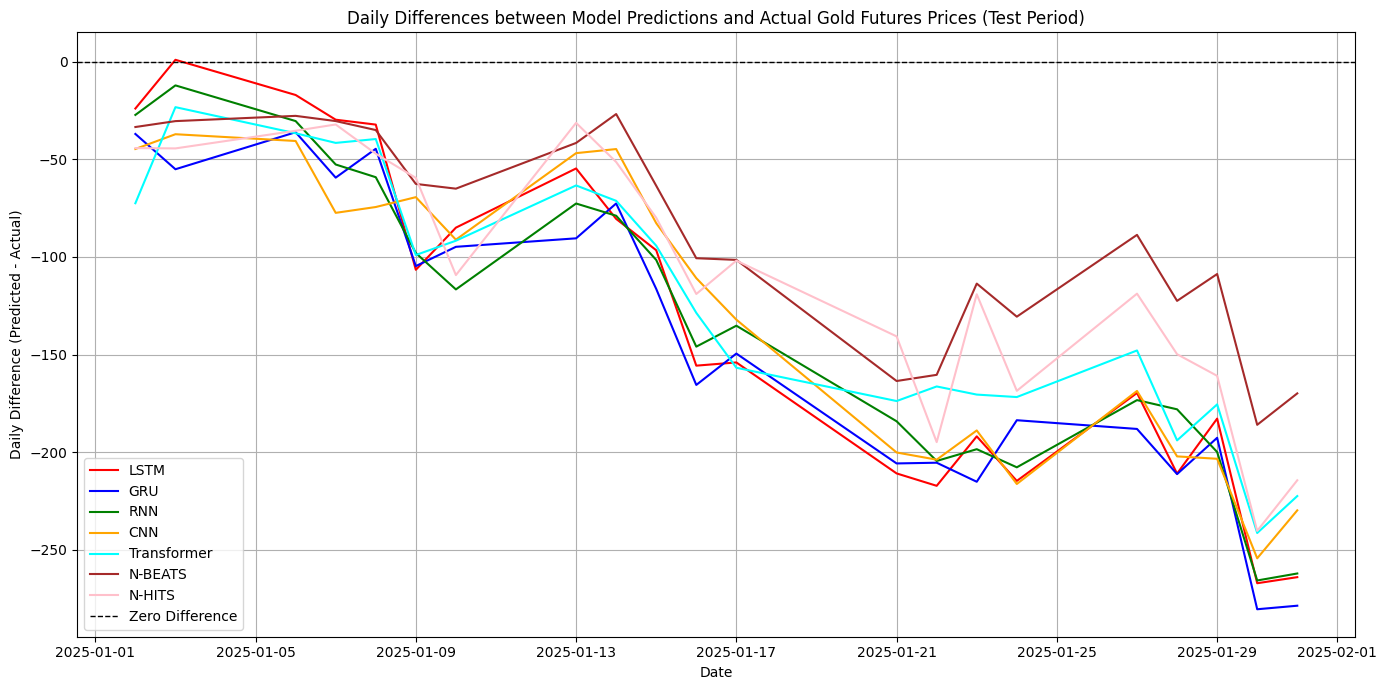 Daily Differences between Model Predictions and Actual Gold Futures Prices (Test Period)
Daily Difference (Predicted - Actual)
0
−50
−100
−150
−200
−250
LSTM
GRU
RNN
CNN
Transformer
N-BEATS
N-HITS
Zero Difference
2025-01-01 2025-01-05 2025-01-09 2025-01-13 2025-01-17 2025-01-21 2025-01-25 2025-01-29 2025-02-01
Date